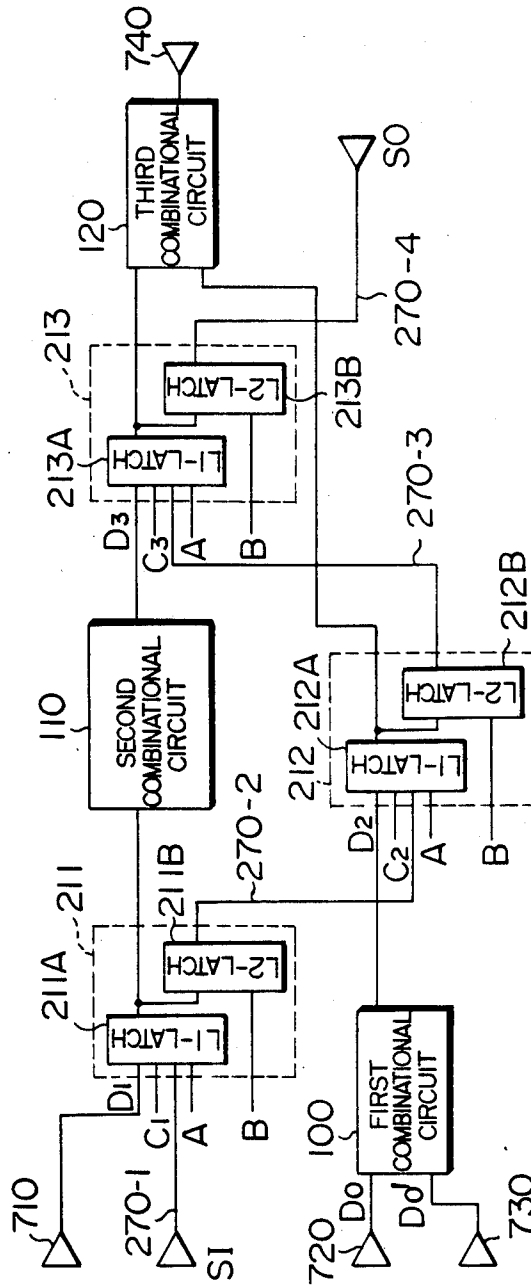 710
D1
C1
A
B
270-1
SI
211A
L1-LATCH
211
211B
L2-LATCH
270-2
110
SECOND
COMBINATIONAL
CIRCUIT
D3
C3
A
B
213A
L1-LATCH
213
L2-LATCH
213B
120
THIRD
COMBINATIONAL
CIRCUIT
740
SO
270-4
270-3
720
D0
D0'
730
100
FIRST
COMBINATIONAL
CIRCUIT
D2
C2
A
B
212
212A
L1-LATCH
L2-LATCH
212B